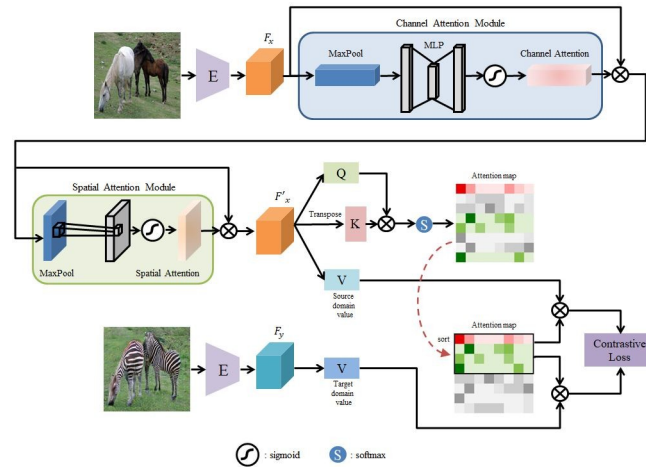 Channel Attention Module
F_x
MaxPool
MLP
Channel Attention
E
Spatial Attention Module
MaxPool
Spatial Attention
F'_x
Q
Transpose
K
S
Attention map
V
Source
domain
value
sort
Attention map
Contrastive
Loss
E
F_y
V
Target
domain
value
: sigmoid
S
: softmax